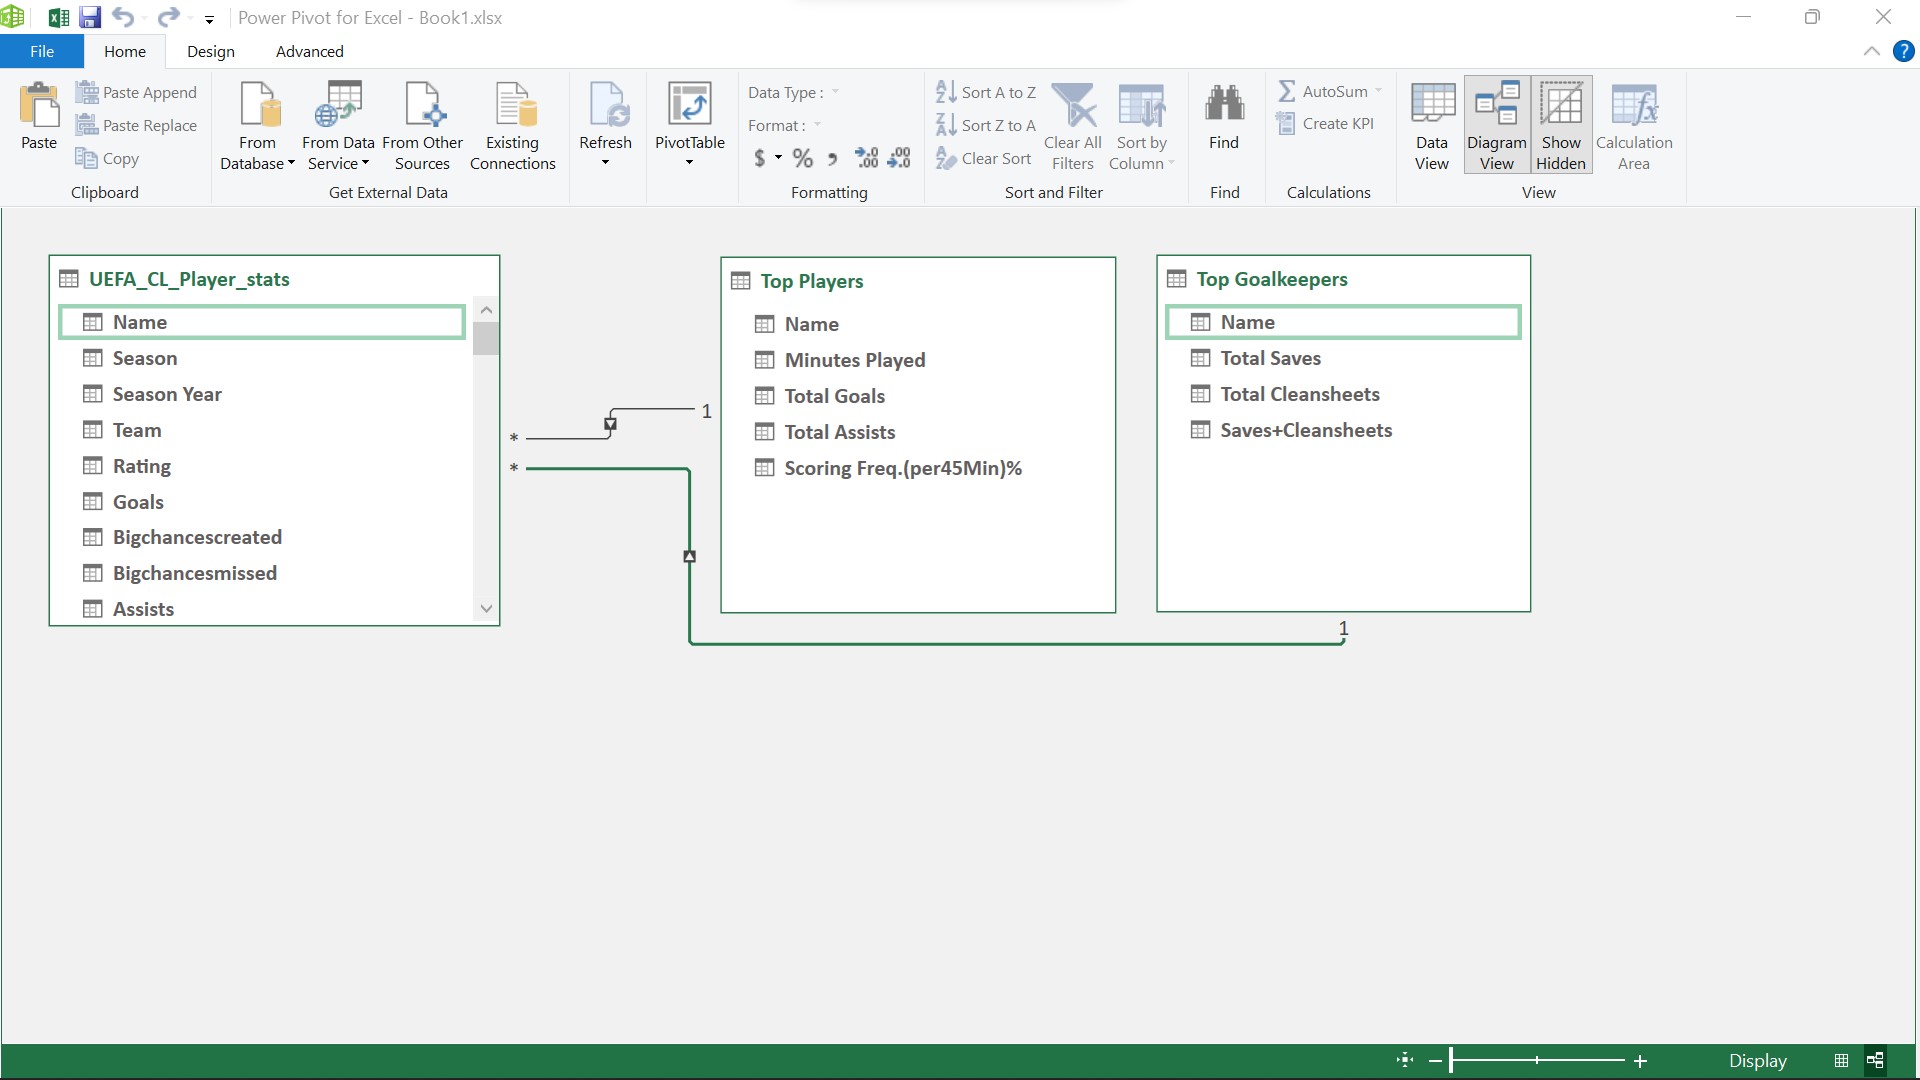 Power Pivot for Excel - Book1.xlsx
File Home Design Advanced
?
Paste
Paste Append
Paste Replace
Copy
Clipboard
From Database
From Data Service
From Other Sources
Existing Connections
Get External Data
Refresh
PivotTable
Data Type :
Format :
$ % , .00 .00
Formatting
Sort A to Z
Sort Z to A
Clear Sort
Clear All Filters
Sort by Column
Sort and Filter
Find
Find
AutoSum
Create KPI
Calculations
Data View
Diagram View
Show Hidden
Calculation Area
View
UEFA_CL_Player_stats
Name
Season
Season Year
Team
Rating
Goals
Bigchancescreated
Bigchancesmissed
Assists
* 1
*
Top Players
Name
Minutes Played
Total Goals
Total Assists
Scoring Freq.(per45Min)%
Top Goalkeepers
Name
Total Saves
Total Cleansheets
Saves+Cleansheets
1
Display